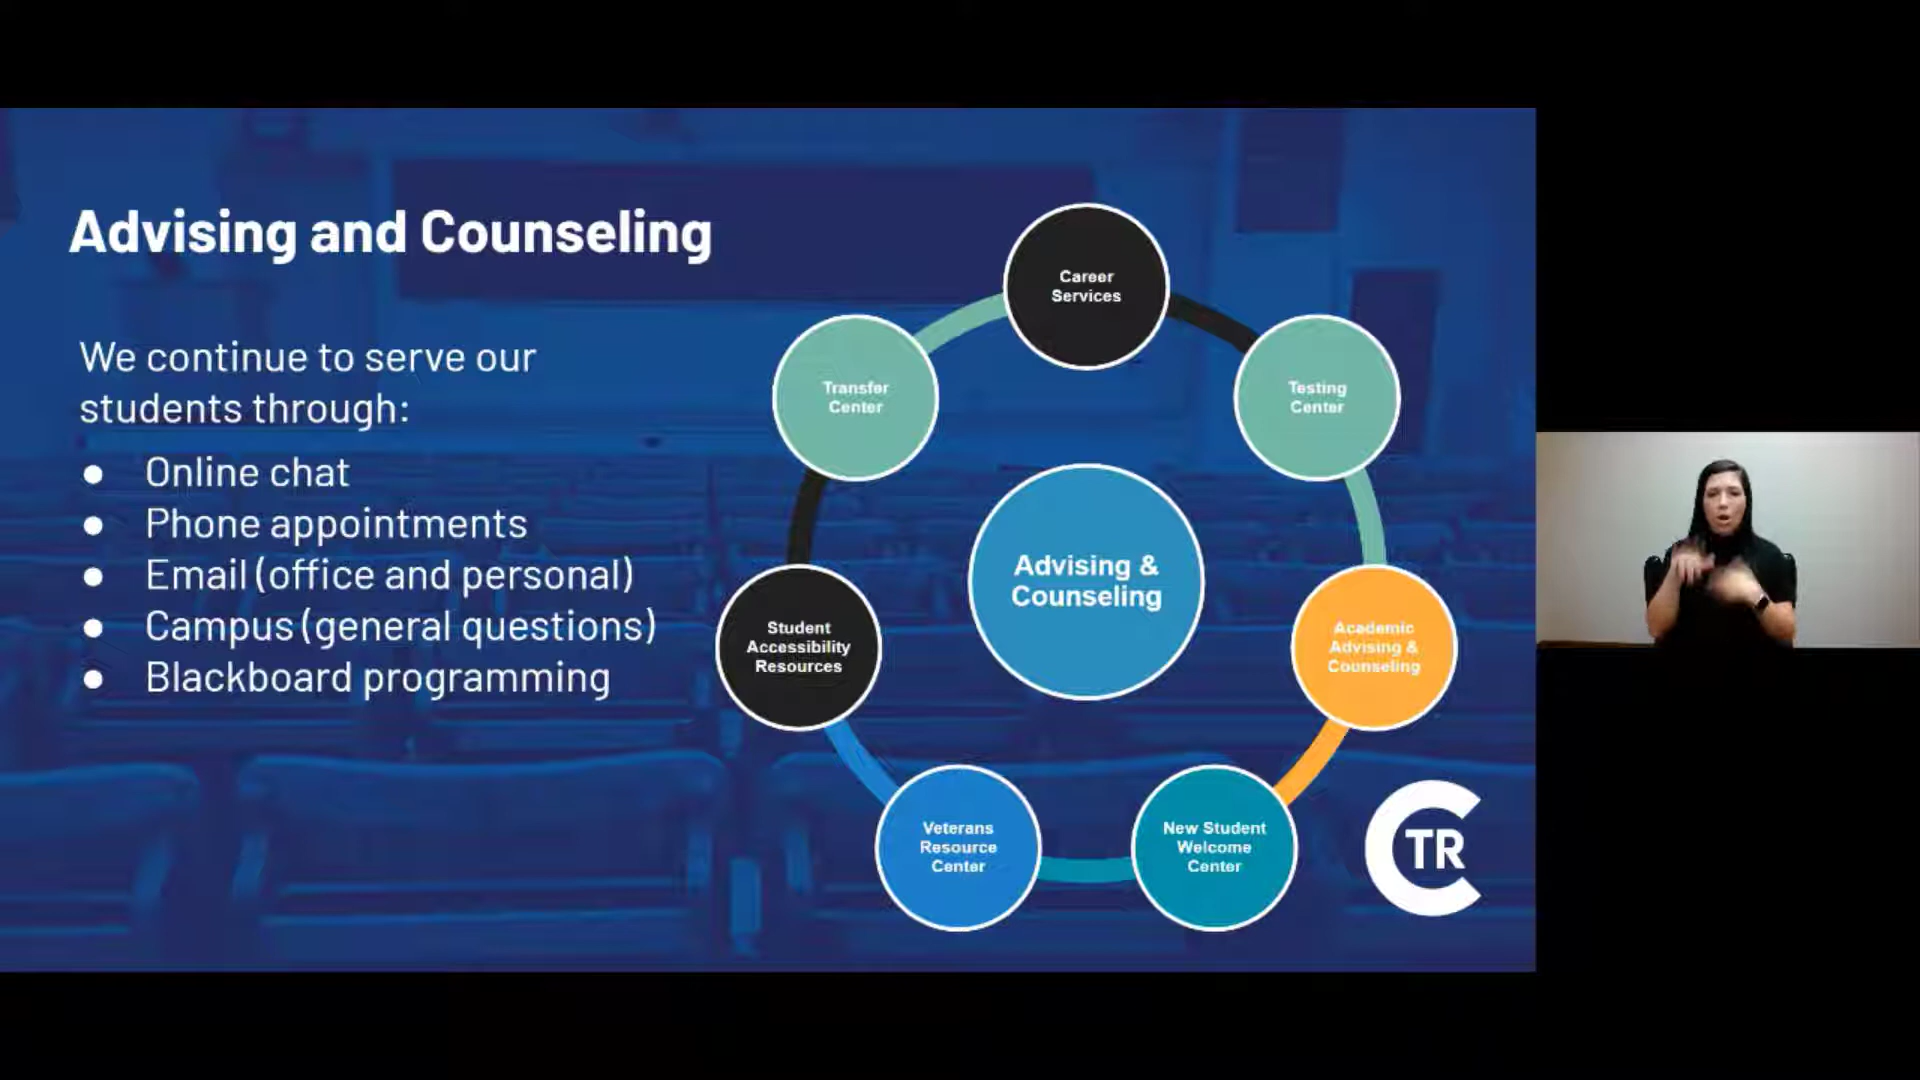 Advising and Counseling
We continue to serve our
students through:
● Online chat
● Phone appointments
● Email (office and personal)
● Campus (general questions)
● Blackboard programming
Career
Services
Testing
Center
Academic
Advising &
Counseling
New Student
Welcome
Center
Veterans
Resource
Center
Student
Accessibility
Resources
Transfer
Center
Advising &
Counseling
CTR